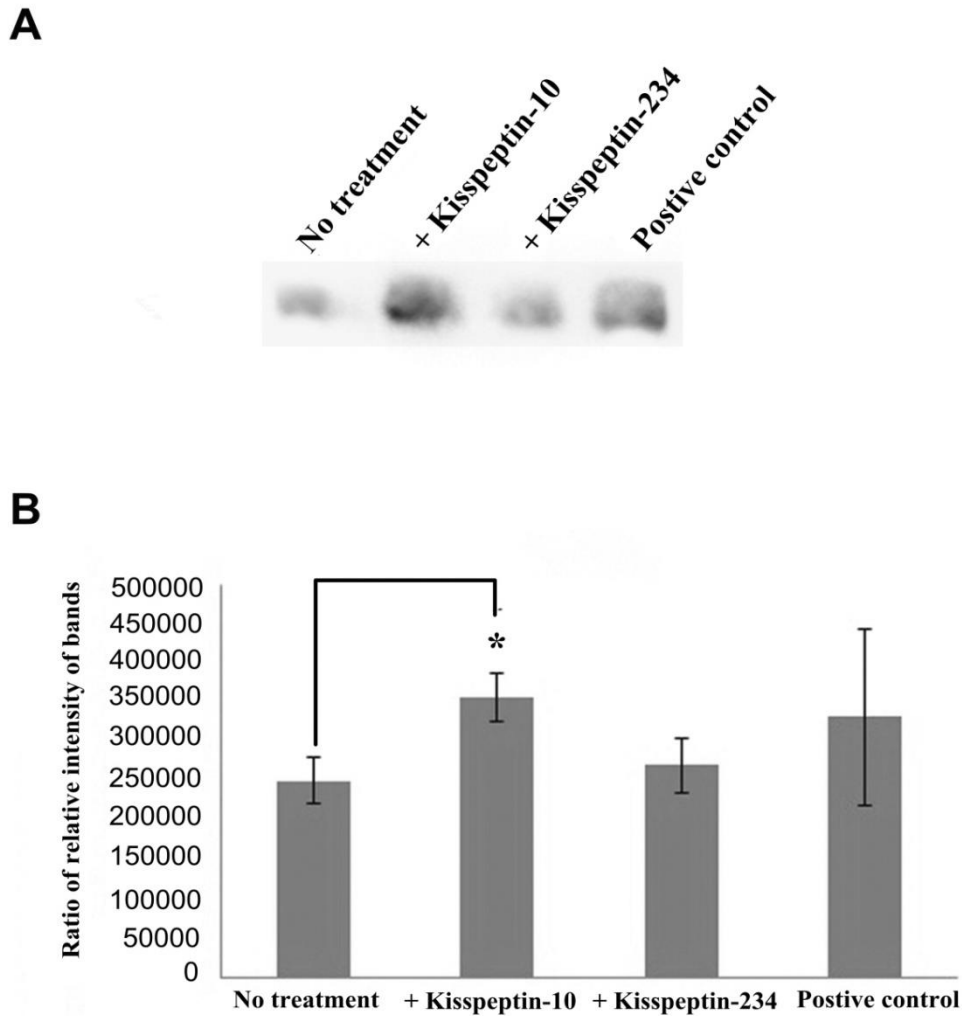 A
No treatment
+ Kisspeptin-10
+ Kisspeptin-234
Postive control
B
Ratio of relative intensity of bands
500000
450000
400000
350000
300000
250000
200000
150000
100000
50000
0
*
No treatment
+ Kisspeptin-10
+ Kisspeptin-234
Postive control